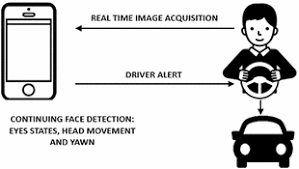 REAL TIME IMAGE ACQUISITION
DRIVER ALERT
CONTINUING FACE DETECTION:
EYES STATES, HEAD MOVEMENT
AND YAWN